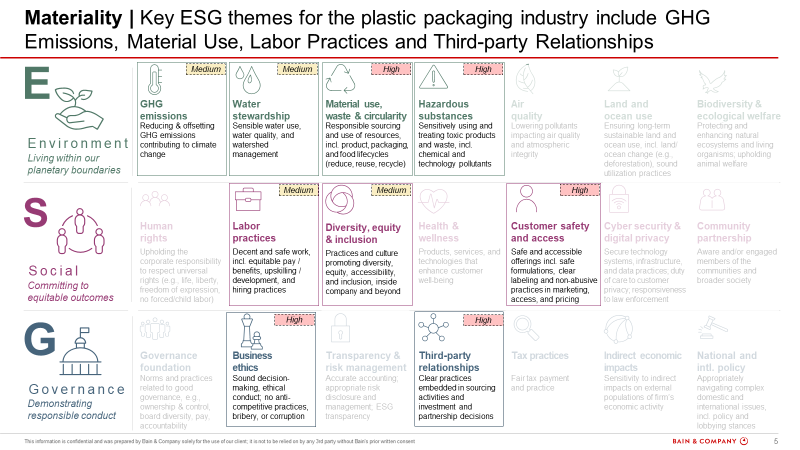 Materiality | Key ESG themes for the plastic packaging industry include GHG
Emissions, Material Use, Labor Practices and Third-party Relationships
E
Environment
Living within our
planetary boundaries
Medium
GHG
emissions
Reducing & offsetting
GHG emissions
contributing to climate
change
Medium
Water
stewardship
Sensible water use,
water quality, and
watershed
management
High
Material use,
waste & circularity
Responsible sourcing
and use of resources,
incl. product, packaging,
and food lifecycles
(reduce, reuse, recycle)
High
Hazardous
substances
Sensitively using and
treating toxic products
and waste, incl.
chemical and
technology pollutants
Air
quality
Lowering pollutants
impacting air quality
and atmospheric
integrity
Land and
ocean use
Ensuring long-term
sustainable land and
ocean use, incl. land/
ocean change (e.g.,
deforestation), sound
utilization practices
Biodiversity &
ecological welfare
Protecting and
enhancing natural
ecosystems and living
organisms; upholding
animal welfare
S
Social
Committing to
equitable outcomes
Human
rights
Upholding the
corporate responsibility
to respect universal
rights (e.g., life, liberty,
freedom of expression,
no forced/child labor)
Medium
Labor
practices
Decent and safe work,
incl. equitable pay /
benefits, upskilling /
development, and
hiring practices
Medium
Diversity, equity
& inclusion
Practices and culture
promoting diversity,
equity, accessibility,
and inclusion, inside
company and beyond
Health &
wellness
Products, services, and
technologies that
enhance customer
well-being
High
Customer safety
and access
Safe and accessible
offerings incl. safe
formulations, clear
labeling and non-abusive
practices in marketing,
access, and pricing
Cyber security &
digital privacy
Secure technology
systems, infrastructure,
and data practices; duty
of care to customer
privacy, responsiveness
to law enforcement
Community
partnership
Aware and/or engaged
members of the
communities and
broader society
G
Governance
Demonstrating
responsible conduct
Governance
foundation
Norms and practices
related to good
governance, e.g.,
ownership & control,
board diversity, pay,
accountability
High
Business
ethics
Sound decision-
making, ethical
conduct; no anti-
competitive practices,
bribery, or corruption
Transparency &
risk management
Accurate accounting;
appropriate risk
disclosure and
management; ESG
transparency
High
Third-party
relationships
Clear practices
embedded in sourcing
activities and
investment and
partnership decisions
Tax practices
Fair tax payment
and practice
Indirect economic
impacts
Sensitivity to indirect
impacts on external
populations of firm's
economic activity
National and
intl. policy
Appropriately
navigating complex
domestic and
international issues,
incl. policy and
lobbying stances
This information is confidential and was prepared by Bain & Company solely for the use of our client; it is not to be relied on by any 3rd party without Bain's prior written consent
BAIN & COMPANY
5